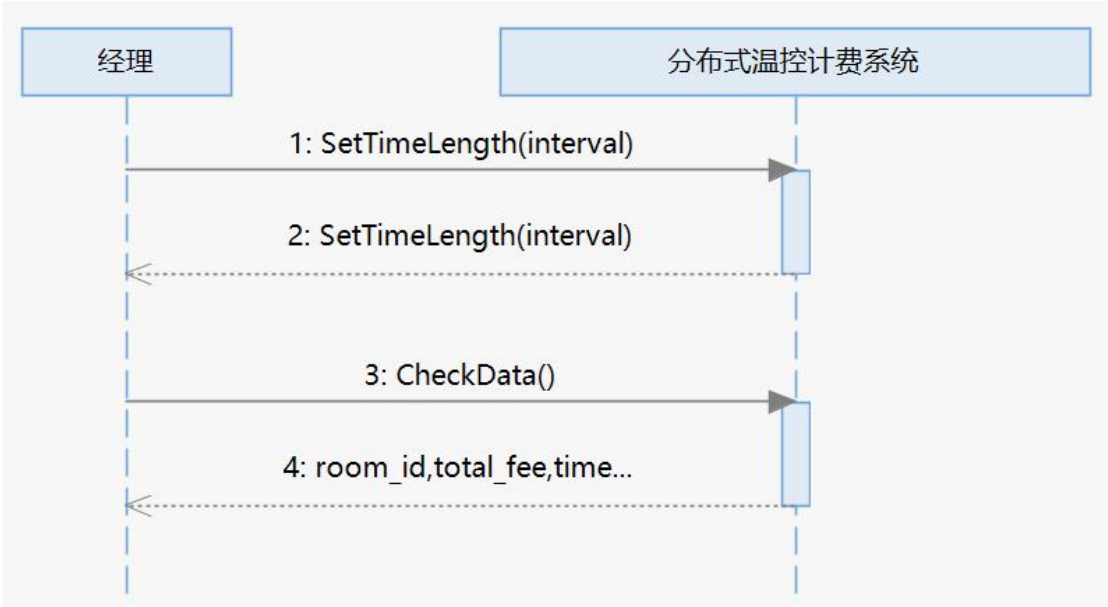 经理
分布式温控计费系统
1: SetTimeLength(interval)
2: SetTimeLength(interval)
3: CheckData()
4: room_id,total_fee,time...